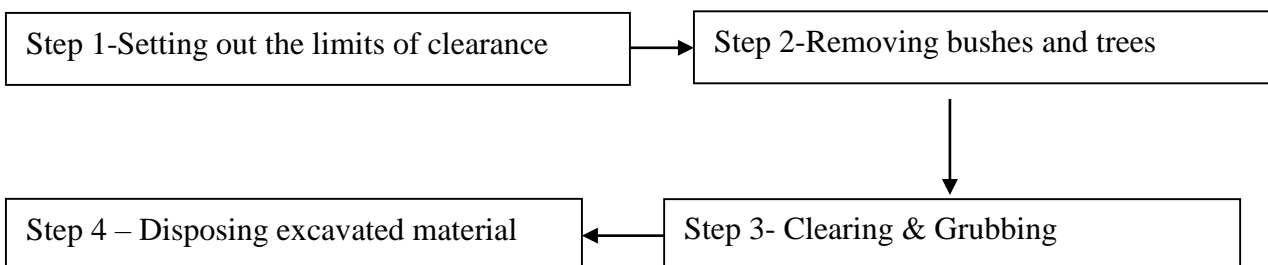 Step 1-Setting out the limits of clearance
Step 2-Removing bushes and trees
Step 3- Clearing & Grubbing
Step 4 – Disposing excavated material